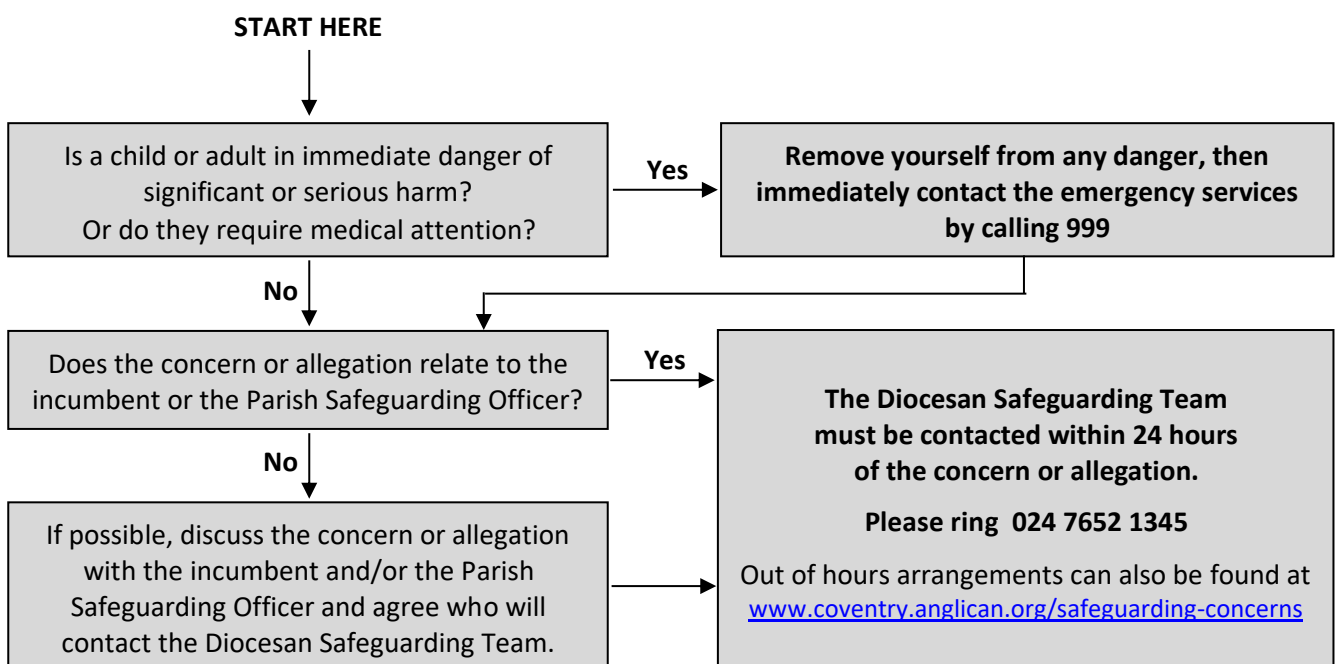 START HERE
Is a child or adult in immediate danger of
significant or serious harm?
Or do they require medical attention?
Yes
Remove yourself from any danger, then
immediately contact the emergency services
by calling 999
No
Does the concern or allegation relate to the
incumbent or the Parish Safeguarding Officer?
Yes
The Diocesan Safeguarding Team
must be contacted within 24 hours
of the concern or allegation.
Please ring  024 7652 1345
Out of hours arrangements can also be found at
www.coventry.anglican.org/safeguarding-concerns
No
If possible, discuss the concern or allegation
with the incumbent and/or the Parish
Safeguarding Officer and agree who will
contact the Diocesan Safeguarding Team.